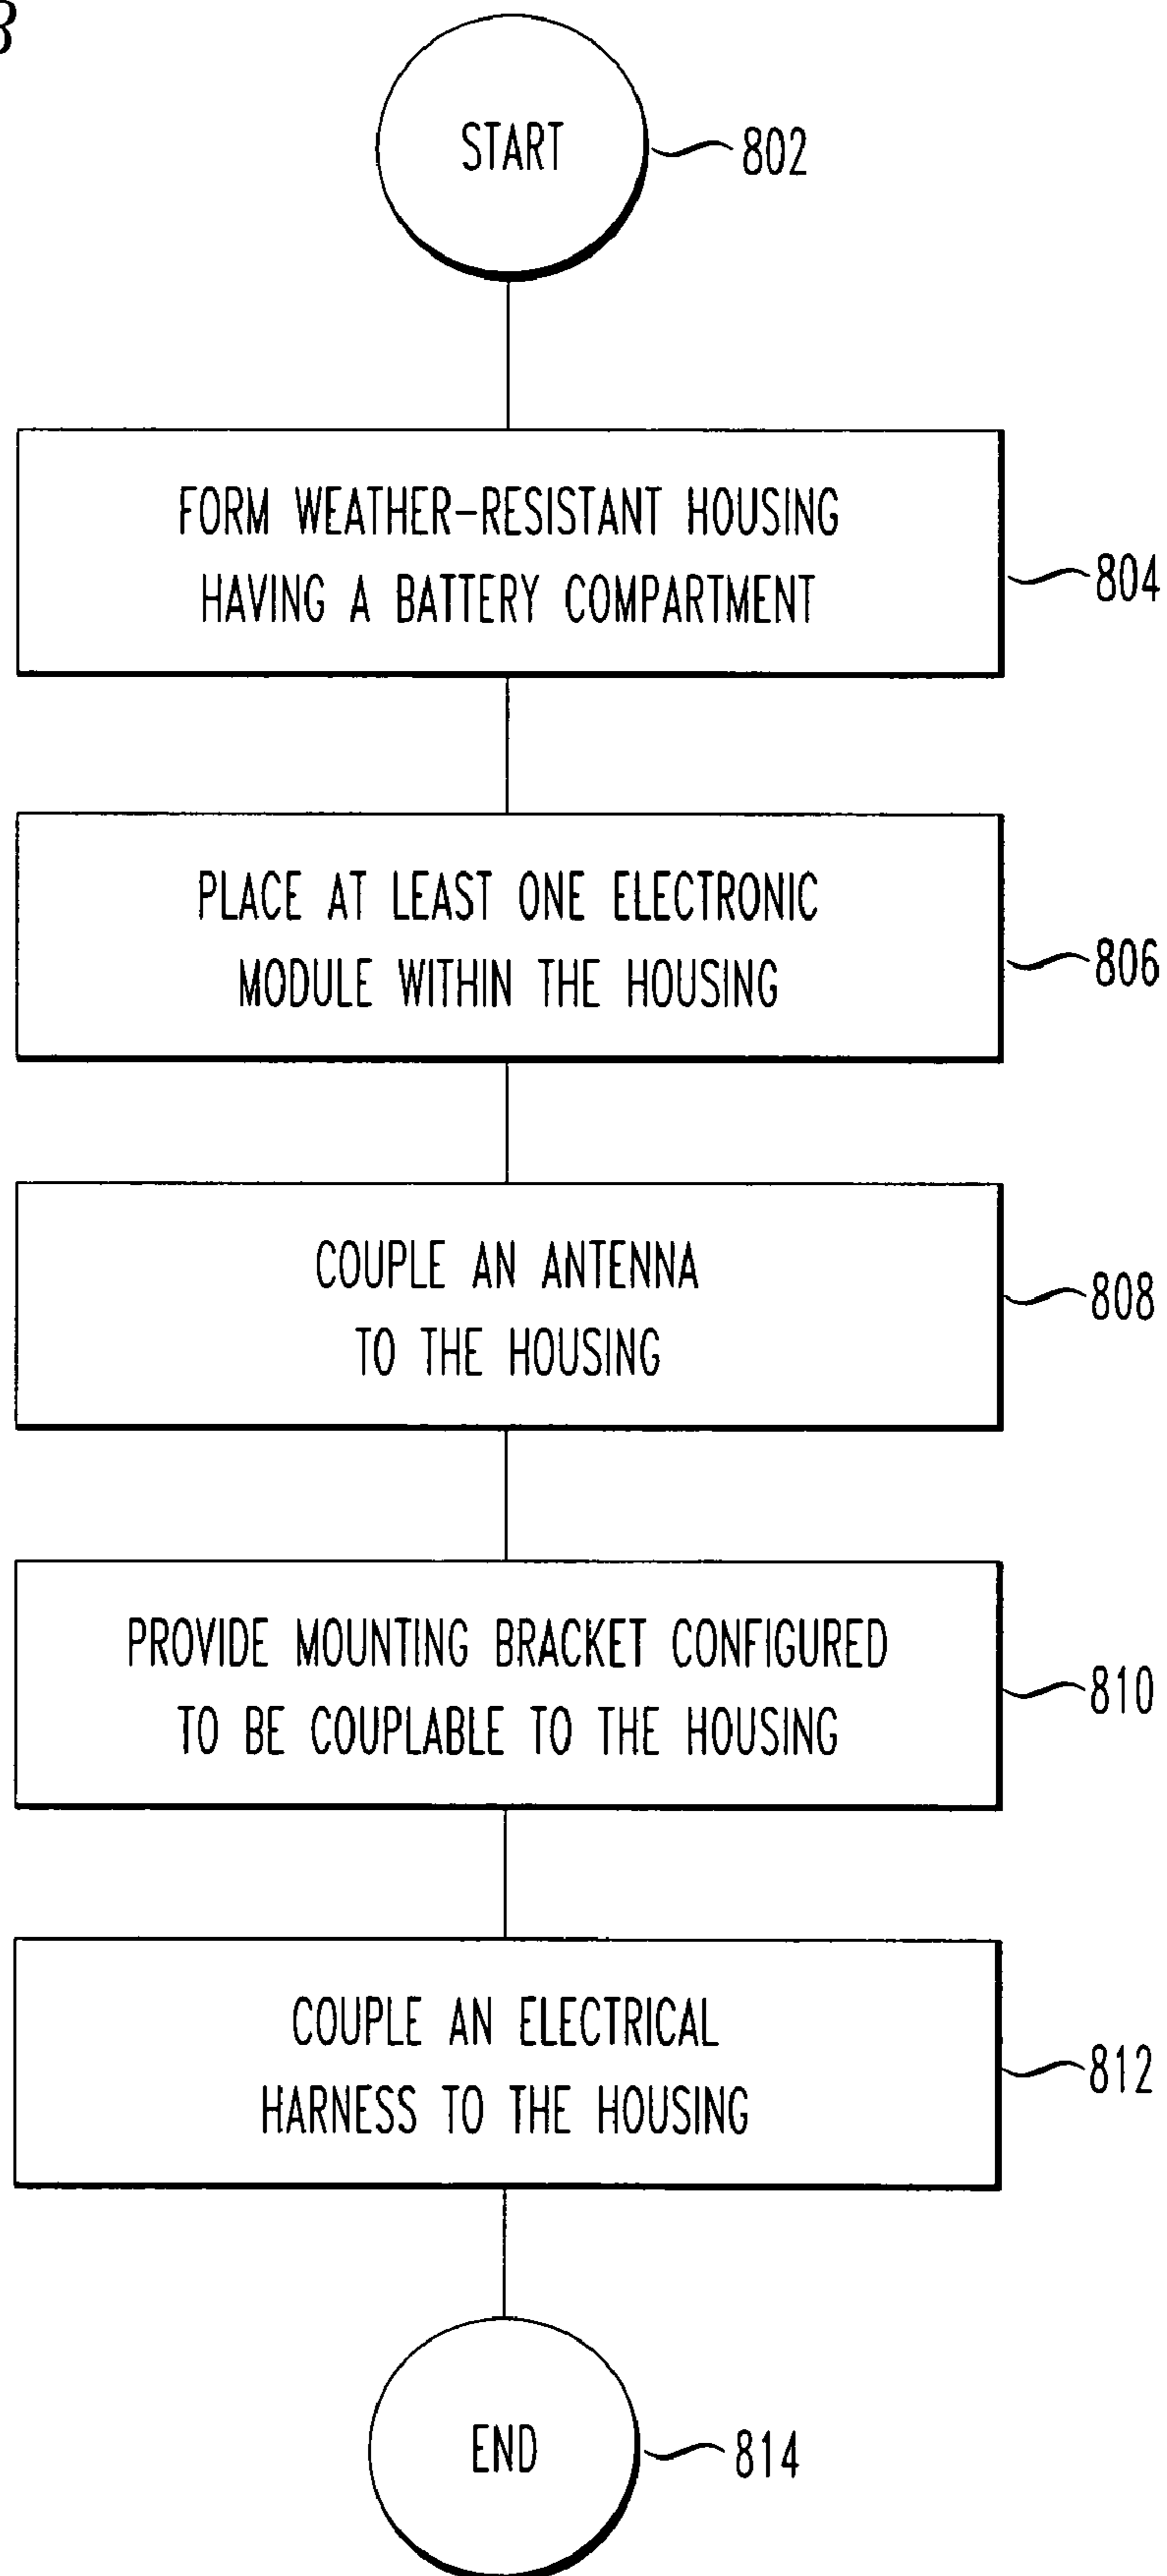 8
START
802
FORM WEATHER-RESISTANT HOUSING
HAVING A BATTERY COMPARTMENT
804
PLACE AT LEAST ONE ELECTRONIC
MODULE WITHIN THE HOUSING
806
COUPLE AN ANTENNA
TO THE HOUSING
808
PROVIDE MOUNTING BRACKET CONFIGURED
TO BE COUPLABLE TO THE HOUSING
810
COUPLE AN ELECTRICAL
HARNESS TO THE HOUSING
812
END
814